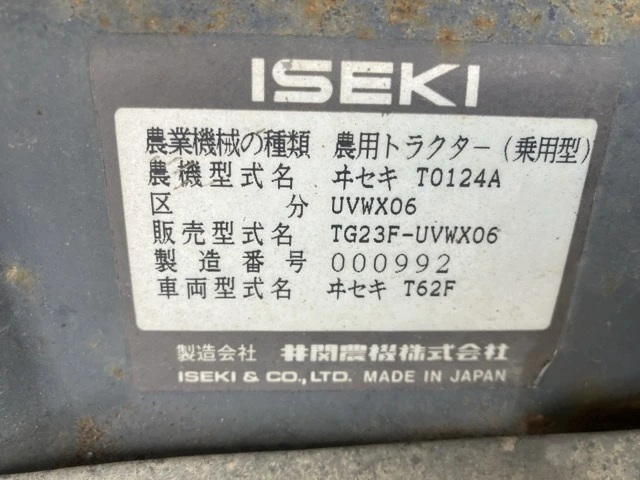 ISEKI
農業機械の種類 農用トラクター(乗用型)
農機型式名 ヰセキ T0124A
区分 UVWX06
販売型式名 TG23F-UVWX06
製造番号 000992
車両型式名 ヰセキ T62F
製造会社 井関農機株式会社
ISEKI & CO., LTD. MADE IN JAPAN